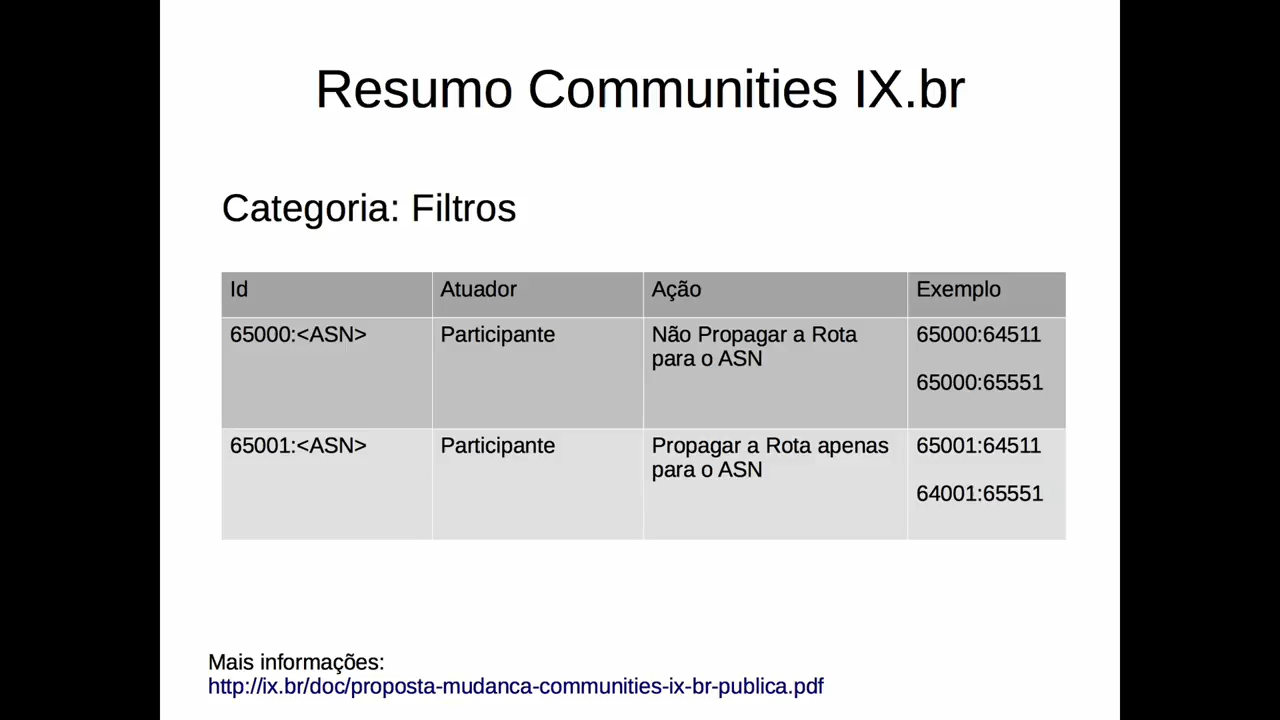 Resumo Communities IX.br
Categoria: Filtros
Id Atuador Ação Exemplo
65000:<ASN> Participante Não Propagar a Rota 65000:64511
para o ASN
65000:65551
65001:<ASN> Participante Propagar a Rota apenas 65001:64511
para o ASN
64001:65551
Mais informações:
http://ix.br/doc/proposta-mudanca-communities-ix-br-publica.pdf